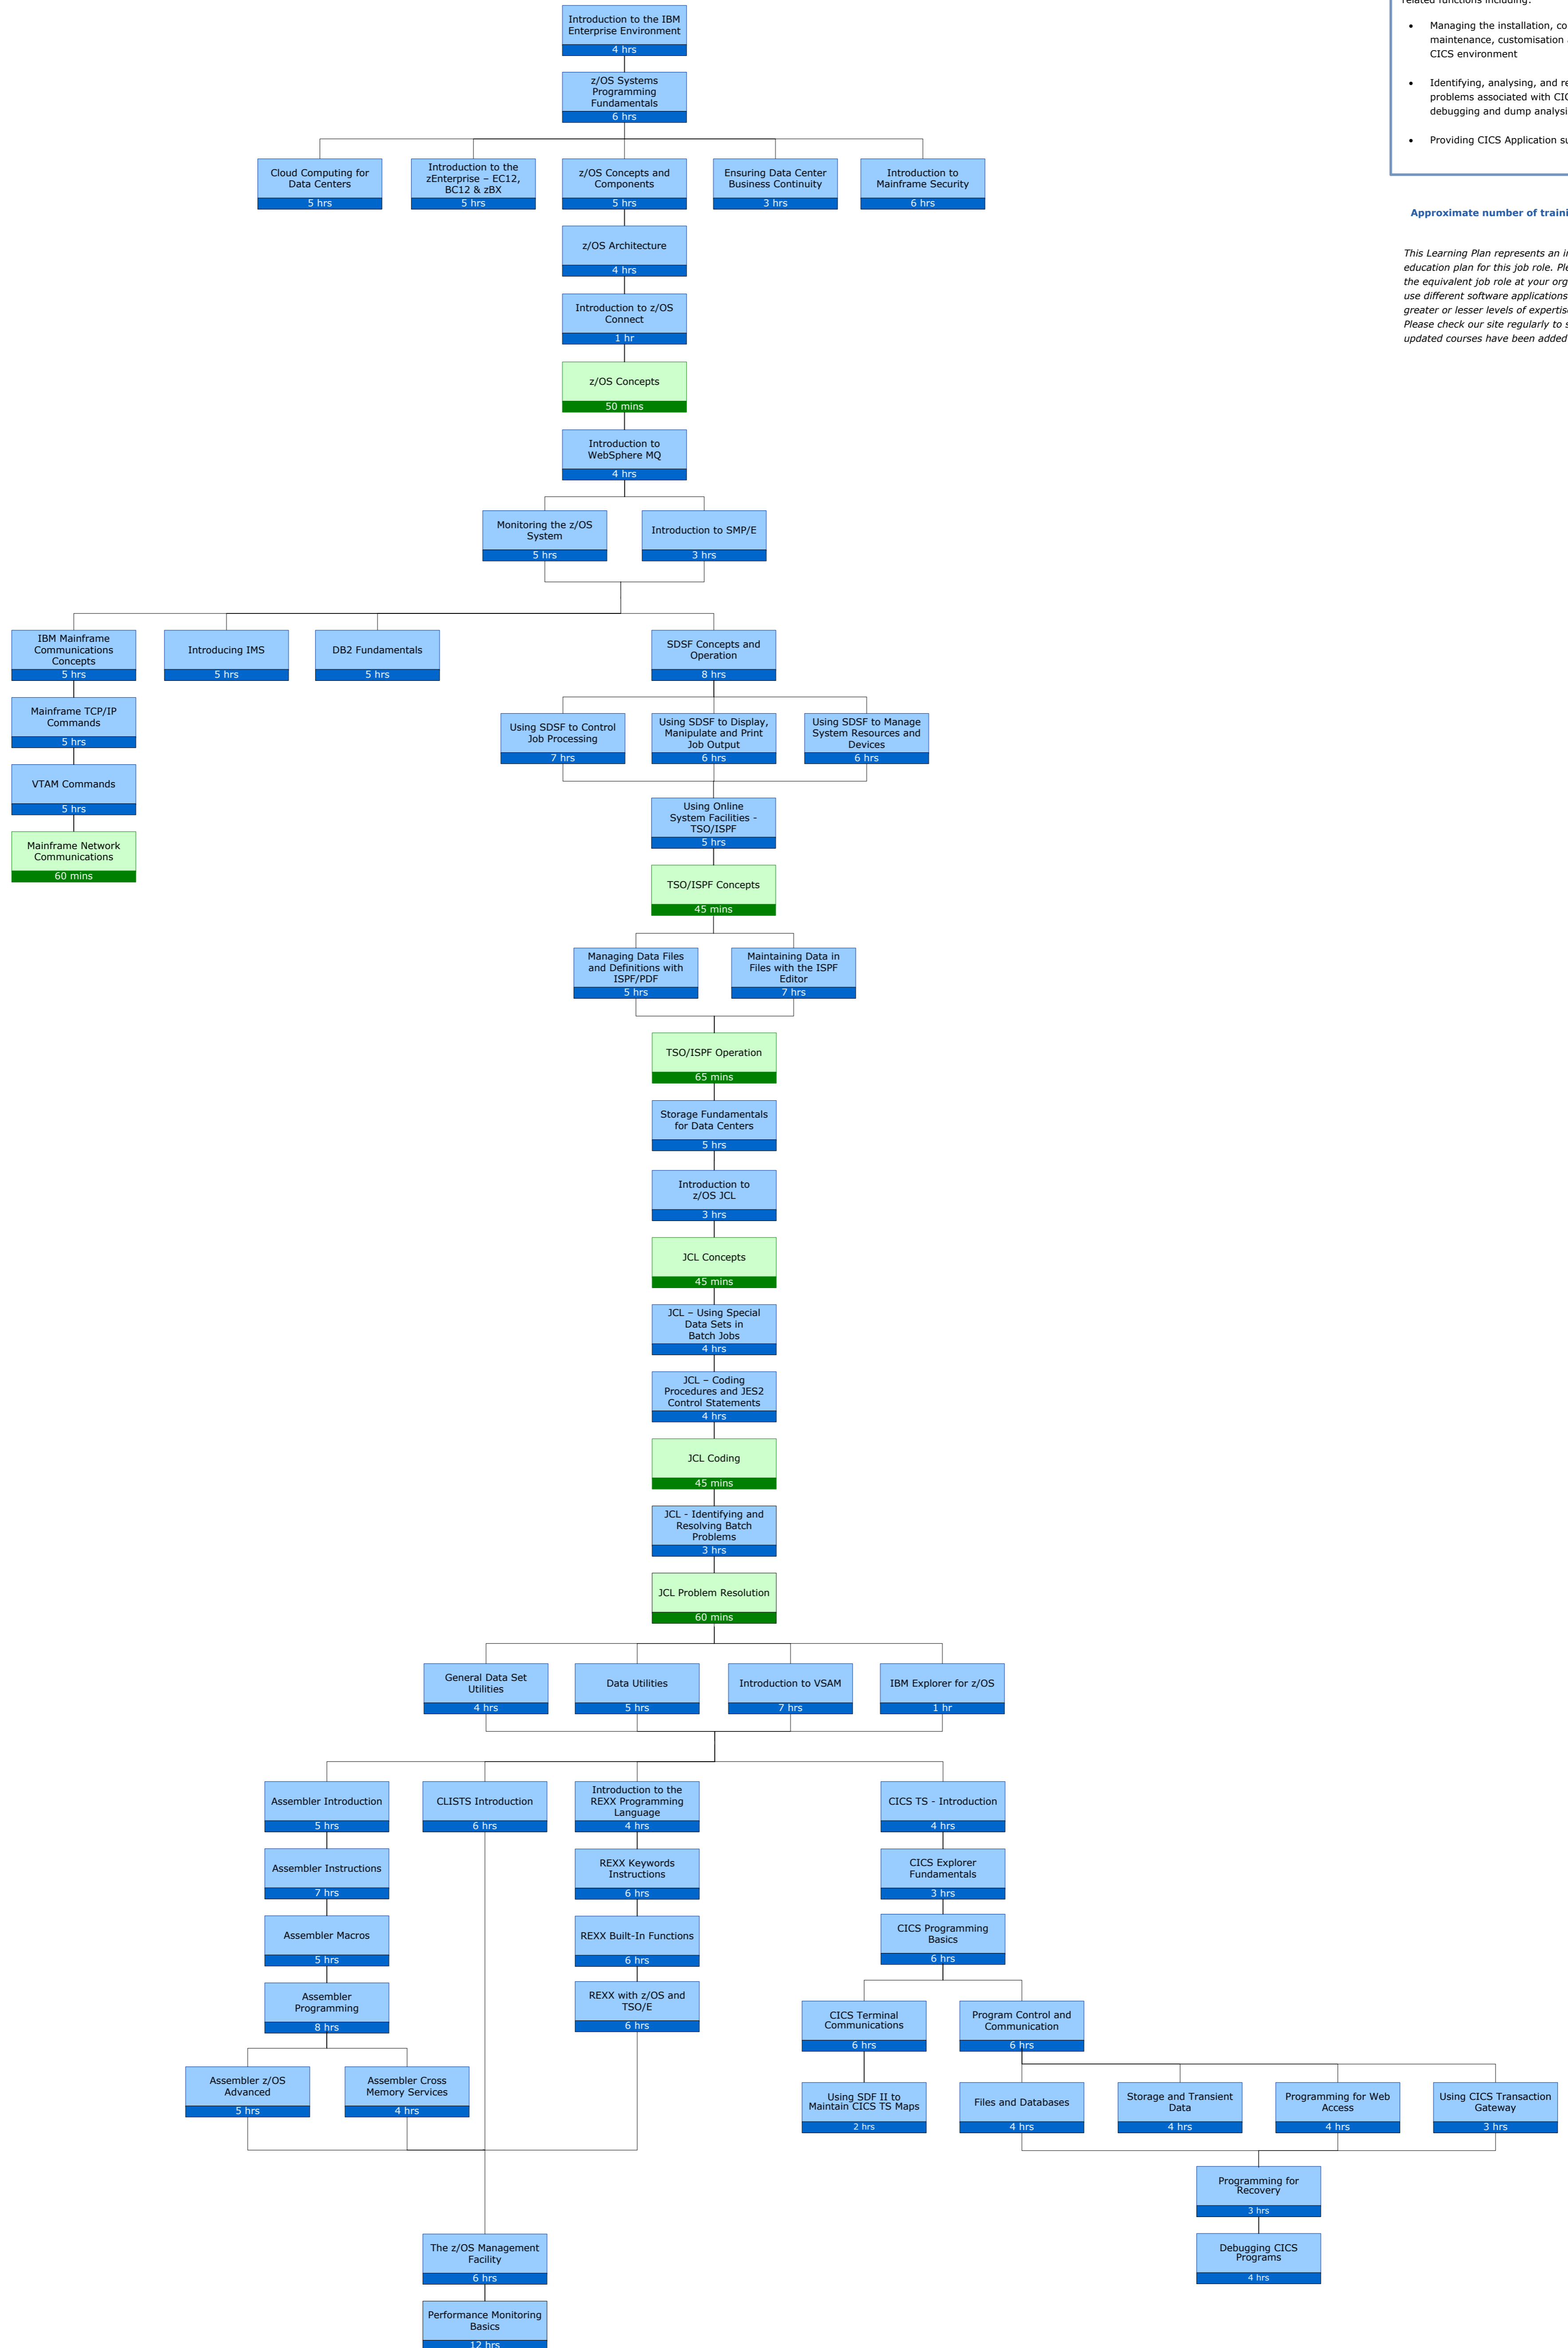 Introduction to the IBM
Enterprise Environment
4 hrs
z/OS Systems
Programming
Fundamentals
6 hrs
Cloud Computing for
Data Centers
5 hrs
Introduction to the
zEnterprise – EC12,
BC12 & zBX
5 hrs
z/OS Concepts and
Components
5 hrs
Ensuring Data Center
Business Continuity
3 hrs
Introduction to
Mainframe Security
6 hrs
z/OS Architecture
4 hrs
Introduction to z/OS
Connect
1 hr
z/OS Concepts
50 mins
Introduction to
WebSphere MQ
4 hrs
Monitoring the z/OS
System
5 hrs
Introduction to SMP/E
3 hrs
IBM Mainframe
Communications
Concepts
5 hrs
Introducing IMS
5 hrs
DB2 Fundamentals
5 hrs
SDSF Concepts and
Operation
8 hrs
Mainframe TCP/IP
Commands
5 hrs
VTAM Commands
5 hrs
Mainframe Network
Communications
60 mins
Using SDSF to Control
Job Processing
7 hrs
Using SDSF to Display,
Manipulate and Print
Job Output
6 hrs
Using SDSF to Manage
System Resources and
Devices
6 hrs
Using Online
System Facilities -
TSO/ISPF
5 hrs
TSO/ISPF Concepts
45 mins
Managing Data Files
and Definitions with
ISPF/PDF
5 hrs
Maintaining Data in
Files with the ISPF
Editor
7 hrs
TSO/ISPF Operation
65 mins
Storage Fundamentals
for Data Centers
5 hrs
Introduction to
z/OS JCL
3 hrs
JCL Concepts
45 mins
JCL – Using Special
Data Sets in
Batch Jobs
4 hrs
JCL – Coding
Procedures and JES2
Control Statements
4 hrs
JCL Coding
45 mins
JCL - Identifying and
Resolving Batch
Problems
3 hrs
JCL Problem Resolution
60 mins
General Data Set
Utilities
4 hrs
Data Utilities
5 hrs
Introduction to VSAM
7 hrs
IBM Explorer for z/OS
1 hr
Assembler Introduction
5 hrs
CLISTS Introduction
6 hrs
Introduction to the
REXX Programming
Language
4 hrs
CICS TS - Introduction
4 hrs
Assembler Instructions
7 hrs
REXX Keywords
Instructions
6 hrs
CICS Explorer
Fundamentals
3 hrs
Assembler Macros
5 hrs
REXX Built-In Functions
6 hrs
CICS Programming
Basics
6 hrs
Assembler
Programming
8 hrs
REXX with z/OS and
TSO/E
6 hrs
CICS Terminal
Communications
6 hrs
Program Control and
Communication
6 hrs
Assembler z/OS
Advanced
5 hrs
Assembler Cross
Memory Services
4 hrs
Using SDF II to
Maintain CICS TS Maps
2 hrs
Files and Databases
4 hrs
Storage and Transient
Data
4 hrs
Programming for Web
Access
4 hrs
Using CICS Transaction
Gateway
3 hrs
Programming for
Recovery
3 hrs
Debugging CICS
Programs
4 hrs
The z/OS Management
Facility
6 hrs
Performance Monitoring
Basics
12 hrs
related functions including:
• Managing the installation, co
maintenance, customisation
CICS environment
• Identifying, analysing, and re
problems associated with CIC
debugging and dump analysi
• Providing CICS Application su
Approximate number of traini
This Learning Plan represents an i
education plan for this job role. Ple
the equivalent job role at your org
use different software applications
greater or lesser levels of expertise
Please check our site regularly to s
updated courses have been added